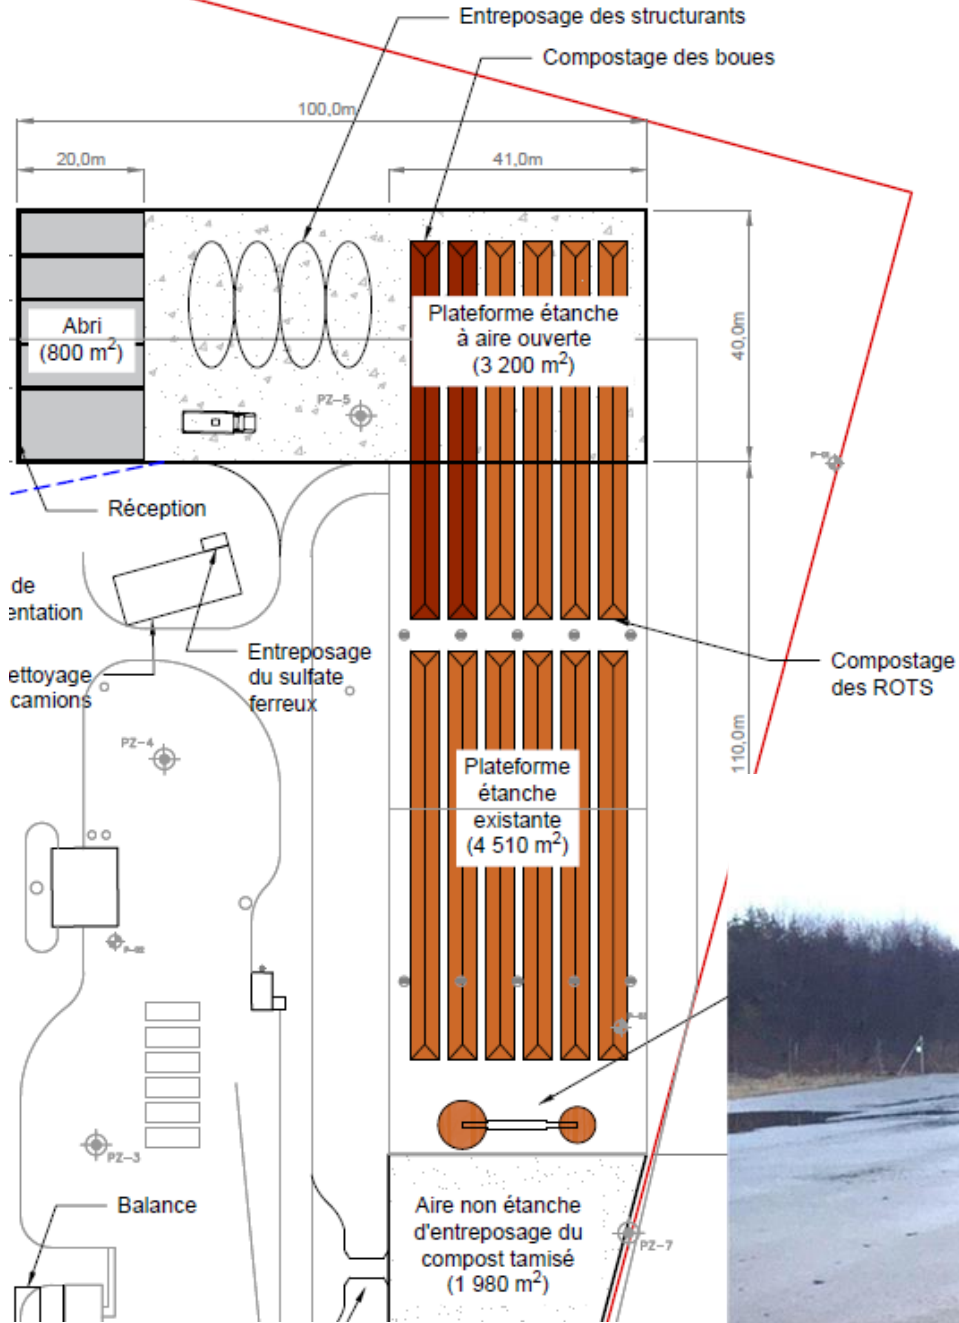 Entreposage des structurants
Compostage des boues
100,0m
20,0m
41,0m
Abri
(800 m²)
Plateforme étanche
à aire ouverte
(3 200 m²)
40,0m
PZ-5
Réception
de
entation
ettoyage
camions
Entreposage
du sulfate
ferreux
Compostage
des ROTS
110,0m
PZ-4
Plateforme
étanche
existante
(4 510 m²)
PZ-3
Balance
Aire non étanche
d'entreposage du
compost tamisé
(1 980 m²)
PZ-7